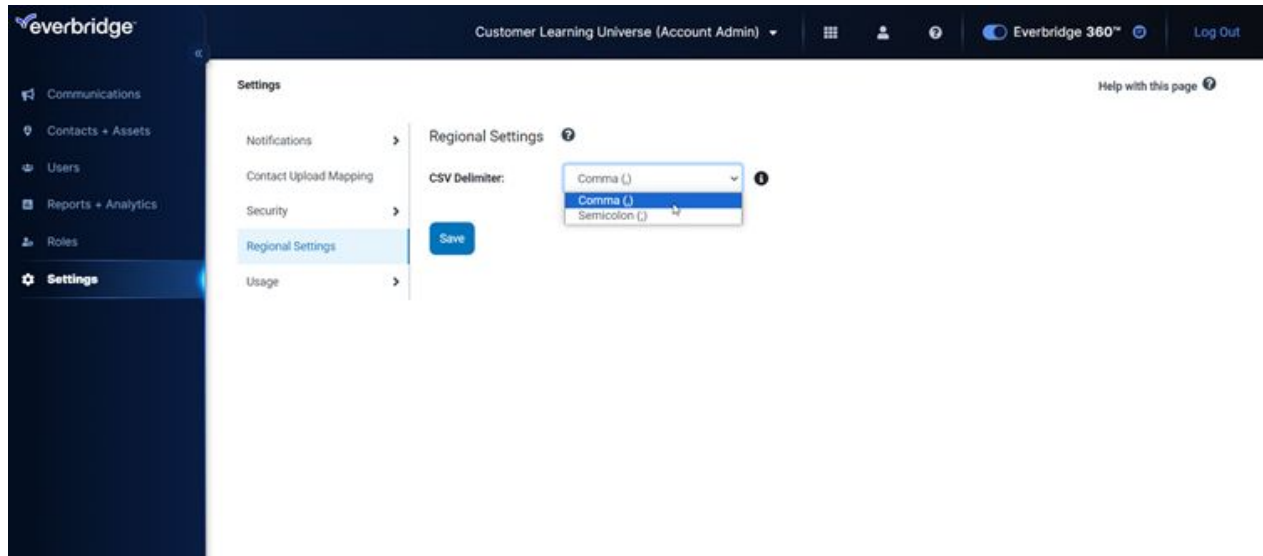 everbridge
Customer Learning Universe (Account Admin)
Everbridge 360™
Log Out
Communications
Contacts + Assets
Users
Reports + Analytics
Roles
Settings
Settings
Help with this page
Notifications
Contact Upload Mapping
Security
Regional Settings
Usage
Regional Settings
CSV Delimiter:
Comma (,)
Comma (,)
Semicolon (;)
Save